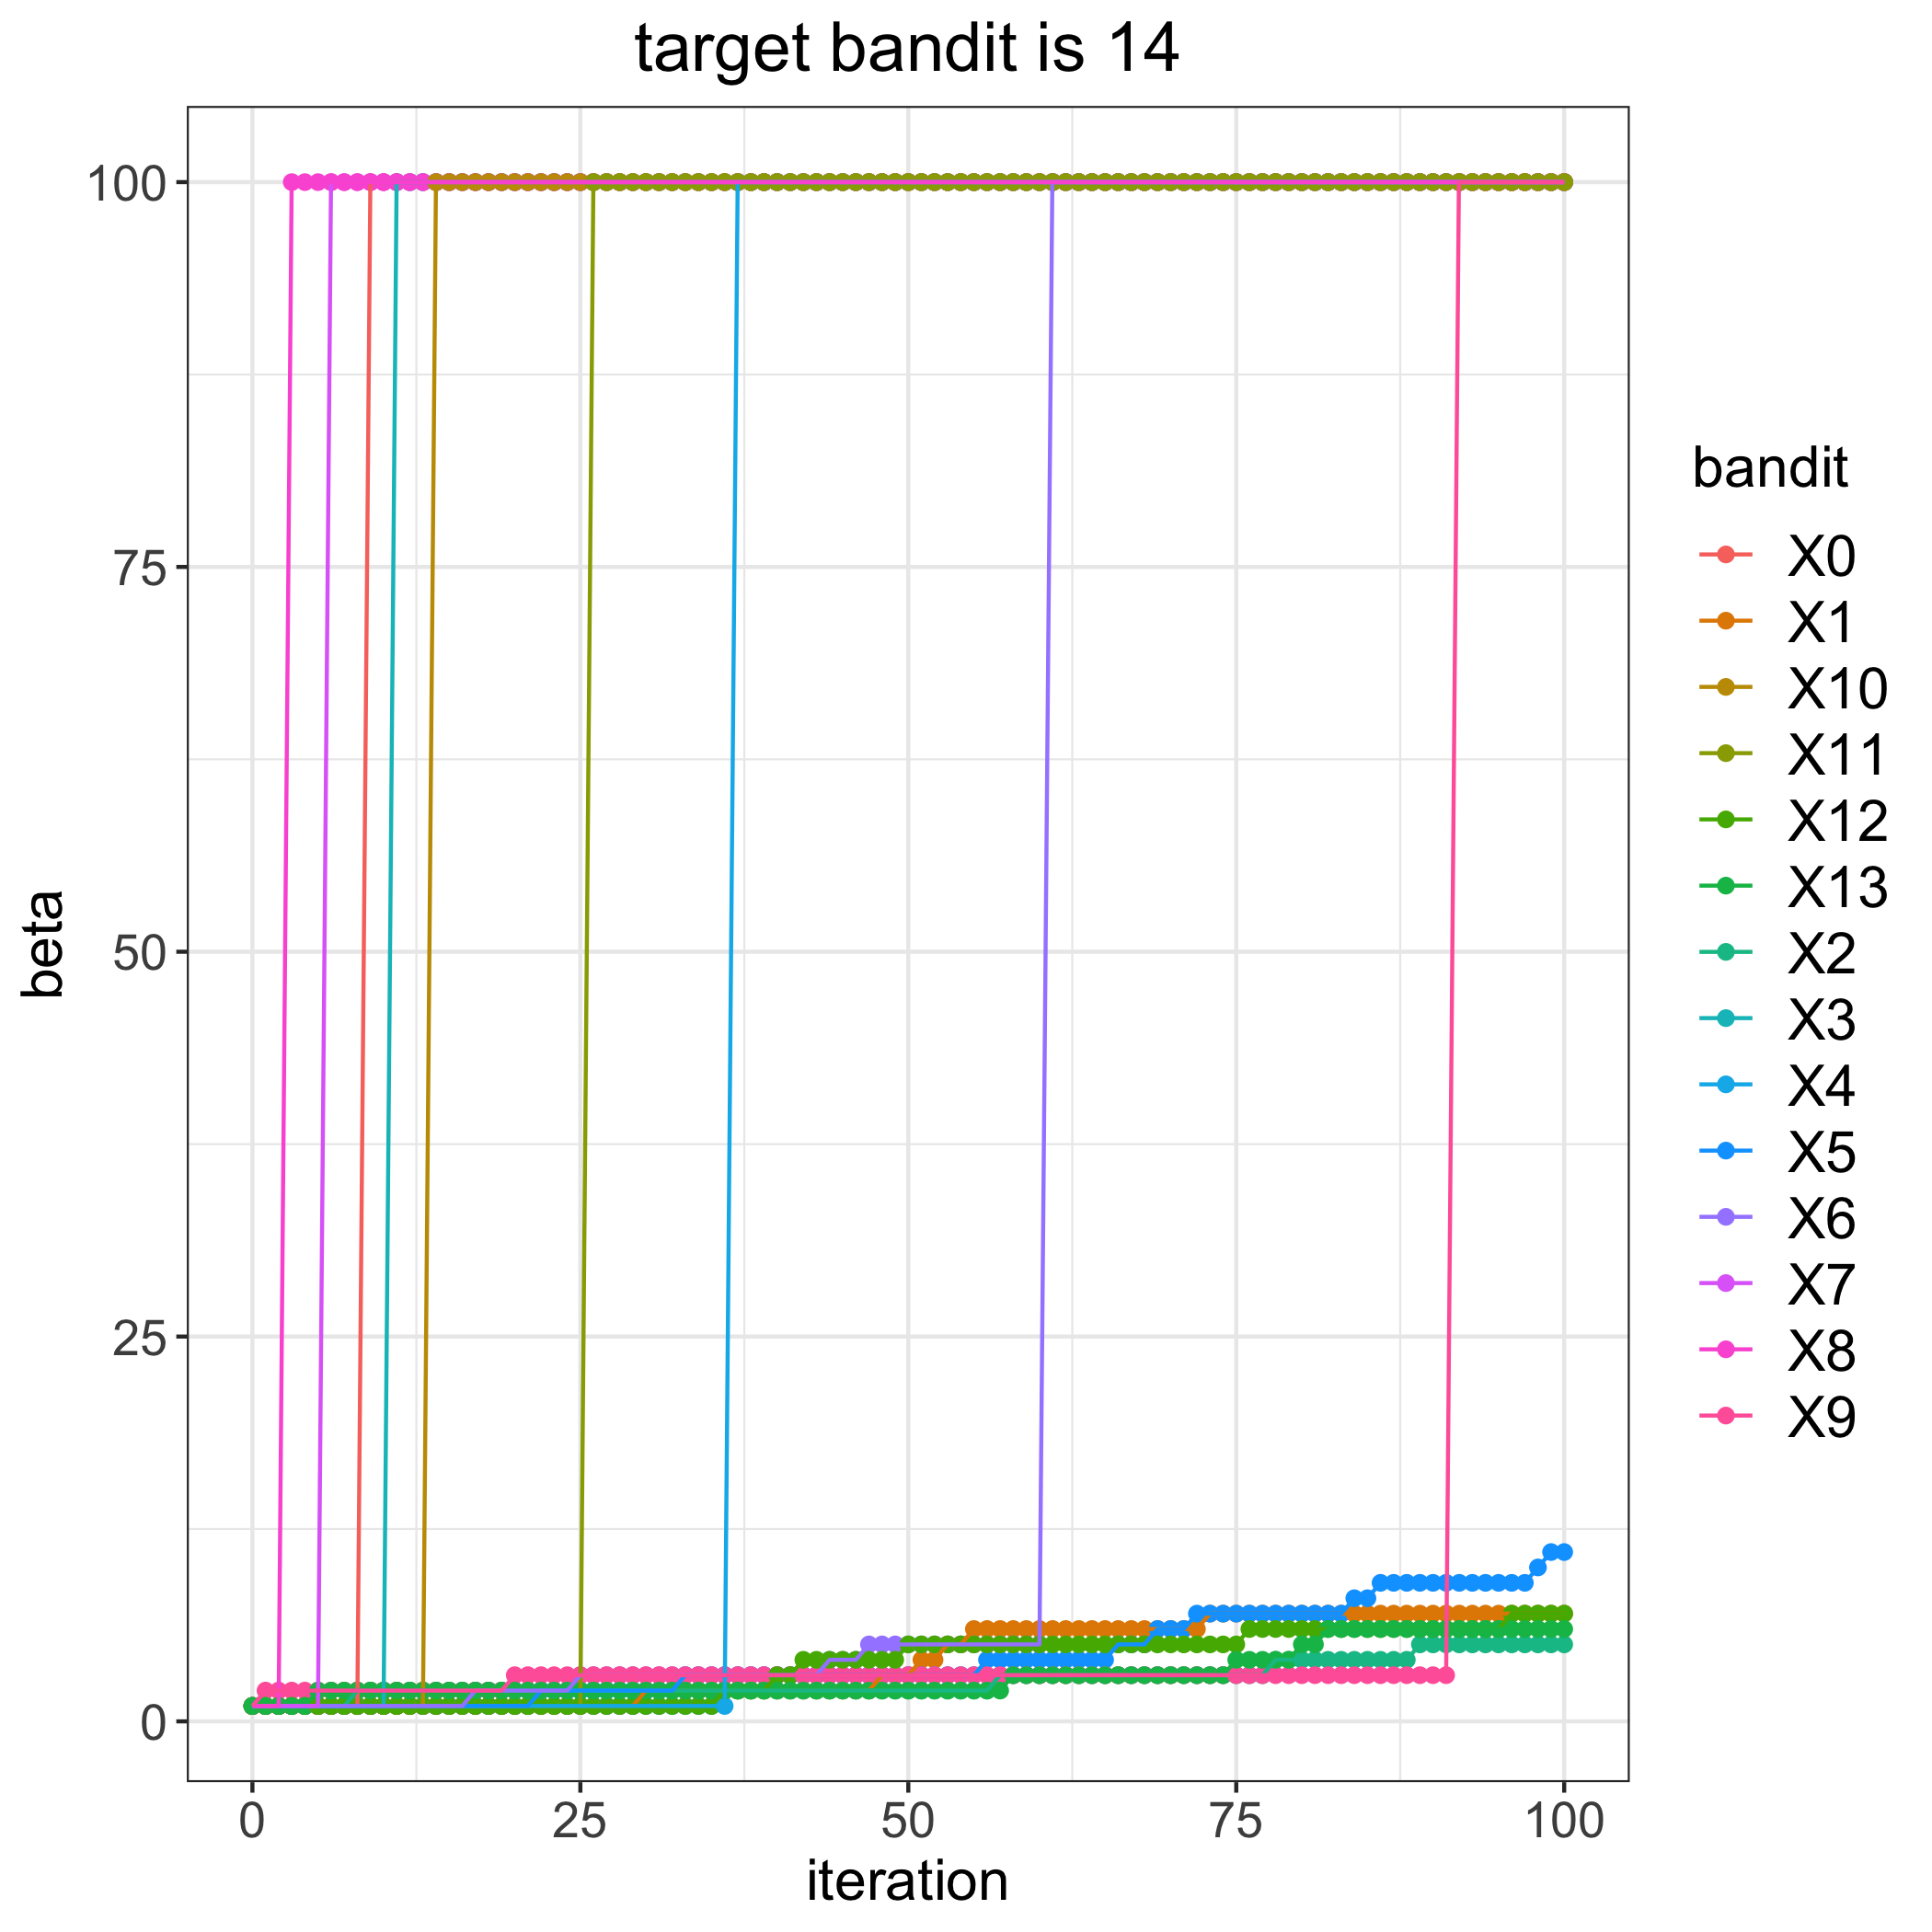 target bandit is 14
100
75
50
25
0
beta
0 25 50 75 100
iteration
bandit
X0
X1
X10
X11
X12
X13
X2
X3
X4
X5
X6
X7
X8
X9